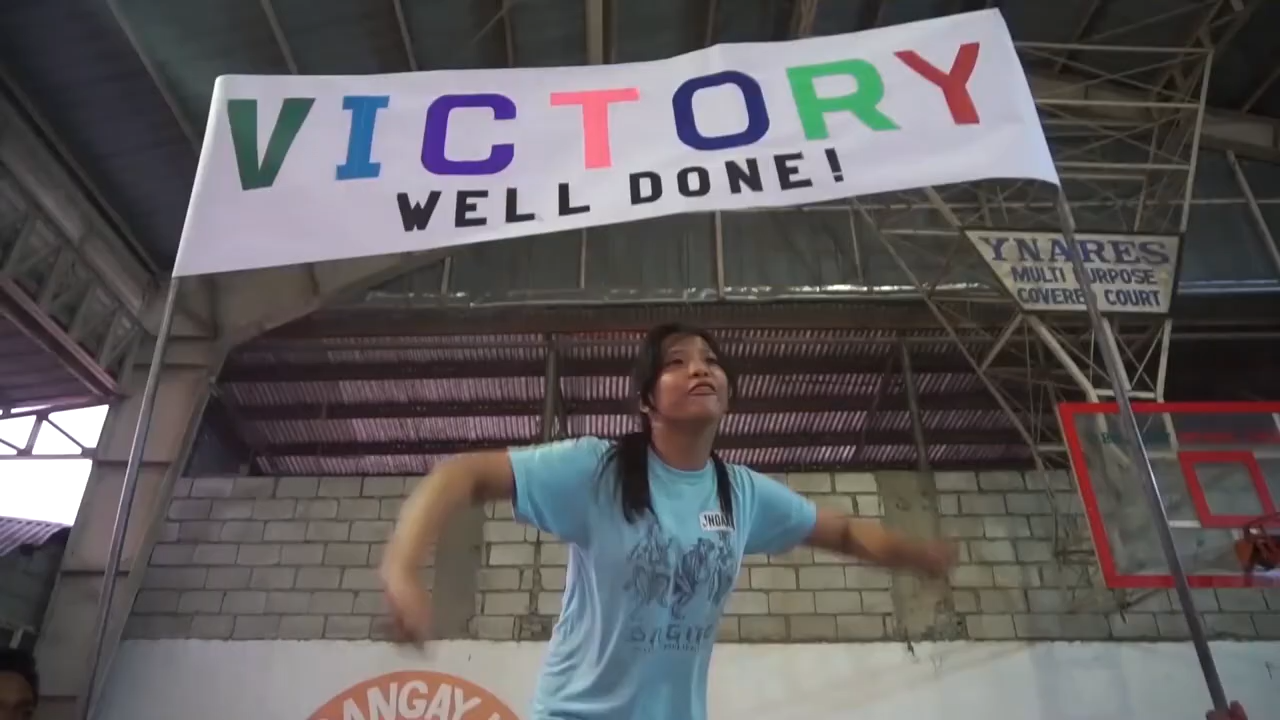 VICTORY
WELL DONE!
YNARES
MULTI PURPOSE
COVERED COURT